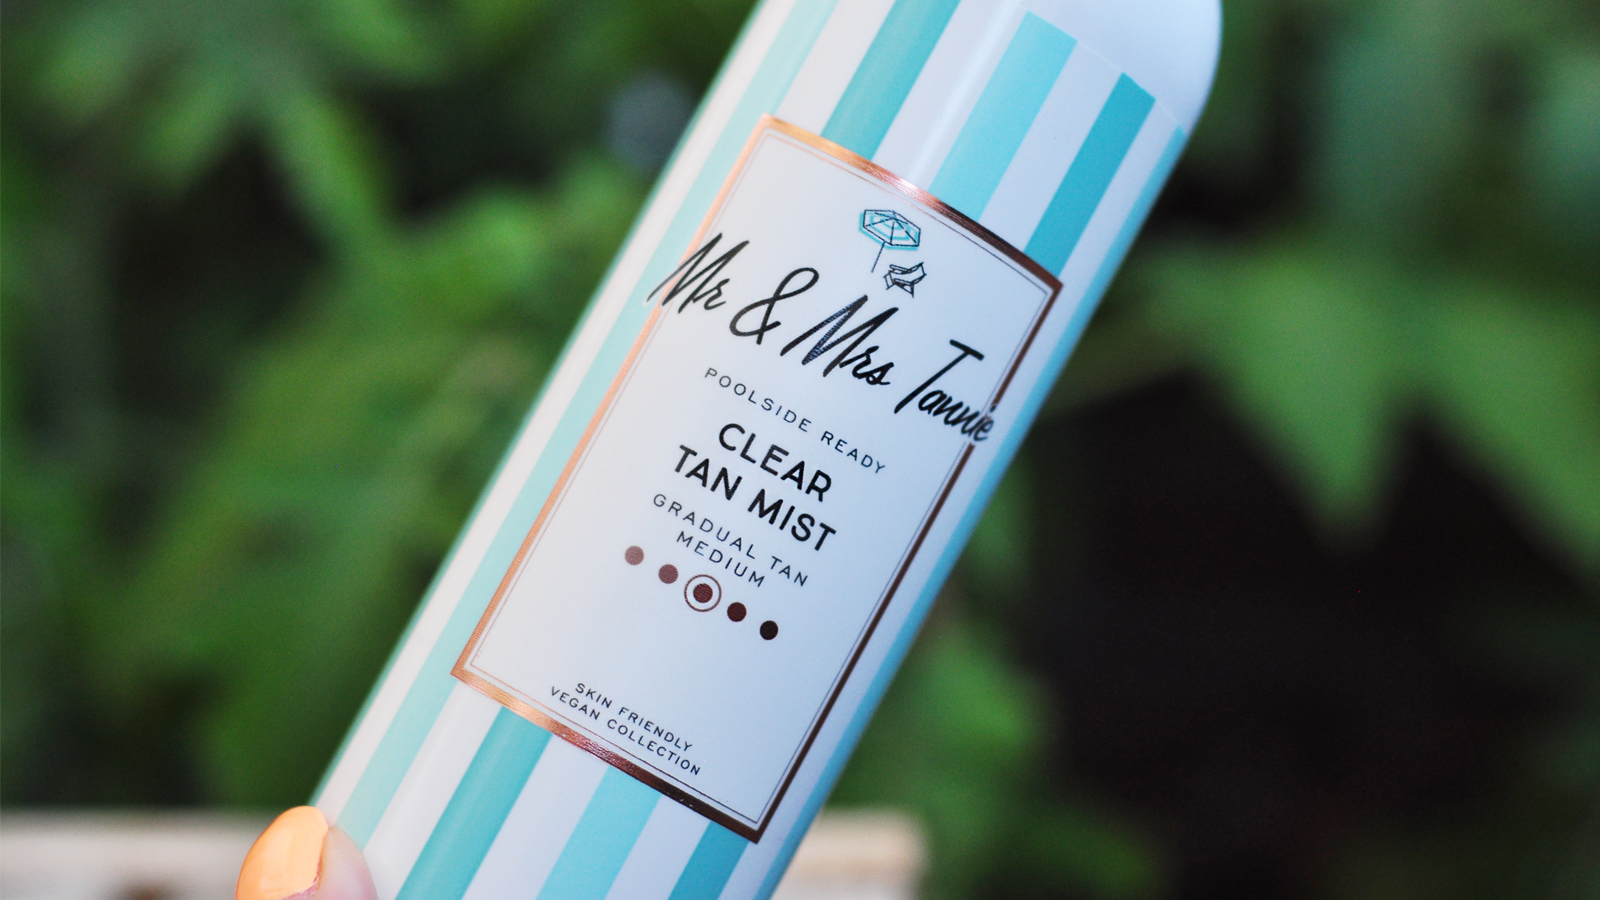 Mr & Mrs Tannie
POOLSIDE READY
CLEAR
TAN MIST
GRADUAL TAN
MEDIUM
SKIN FRIENDLY
VEGAN COLLECTION